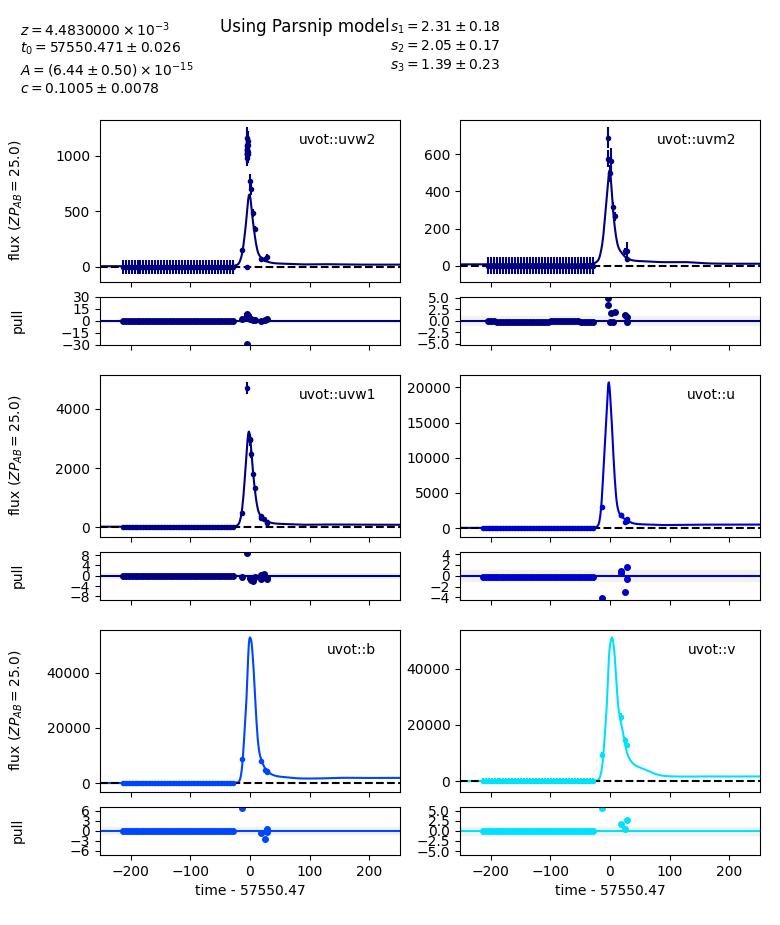 Using Parsnip model
z = 4.4830000 × 10⁻³
t₀ = 57550.471 ± 0.026
A = (6.44 ± 0.50) × 10⁻¹⁵
c = 0.1005 ± 0.0078
s₁ = 2.31 ± 0.18
s₂ = 2.05 ± 0.17
s₃ = 1.39 ± 0.23
flux (ZP_AB = 25.0)
1000
500
0
uvot::uvw2
600
400
200
0
uvot::uvm2
pull
30
15
0
−15
−30
5.0
2.5
0.0
−2.5
−5.0
flux (ZP_AB = 25.0)
4000
2000
0
uvot::uvw1
20000
15000
10000
5000
0
uvot::u
pull
8
4
0
−4
−8
4
2
0
−2
−4
flux (ZP_AB = 25.0)
40000
20000
0
uvot::b
40000
20000
0
uvot::v
pull
6
3
0
−3
−6
5.0
2.5
0.0
−2.5
−5.0
−200 −100 0 100 200
−200 −100 0 100 200
time - 57550.47
time - 57550.47